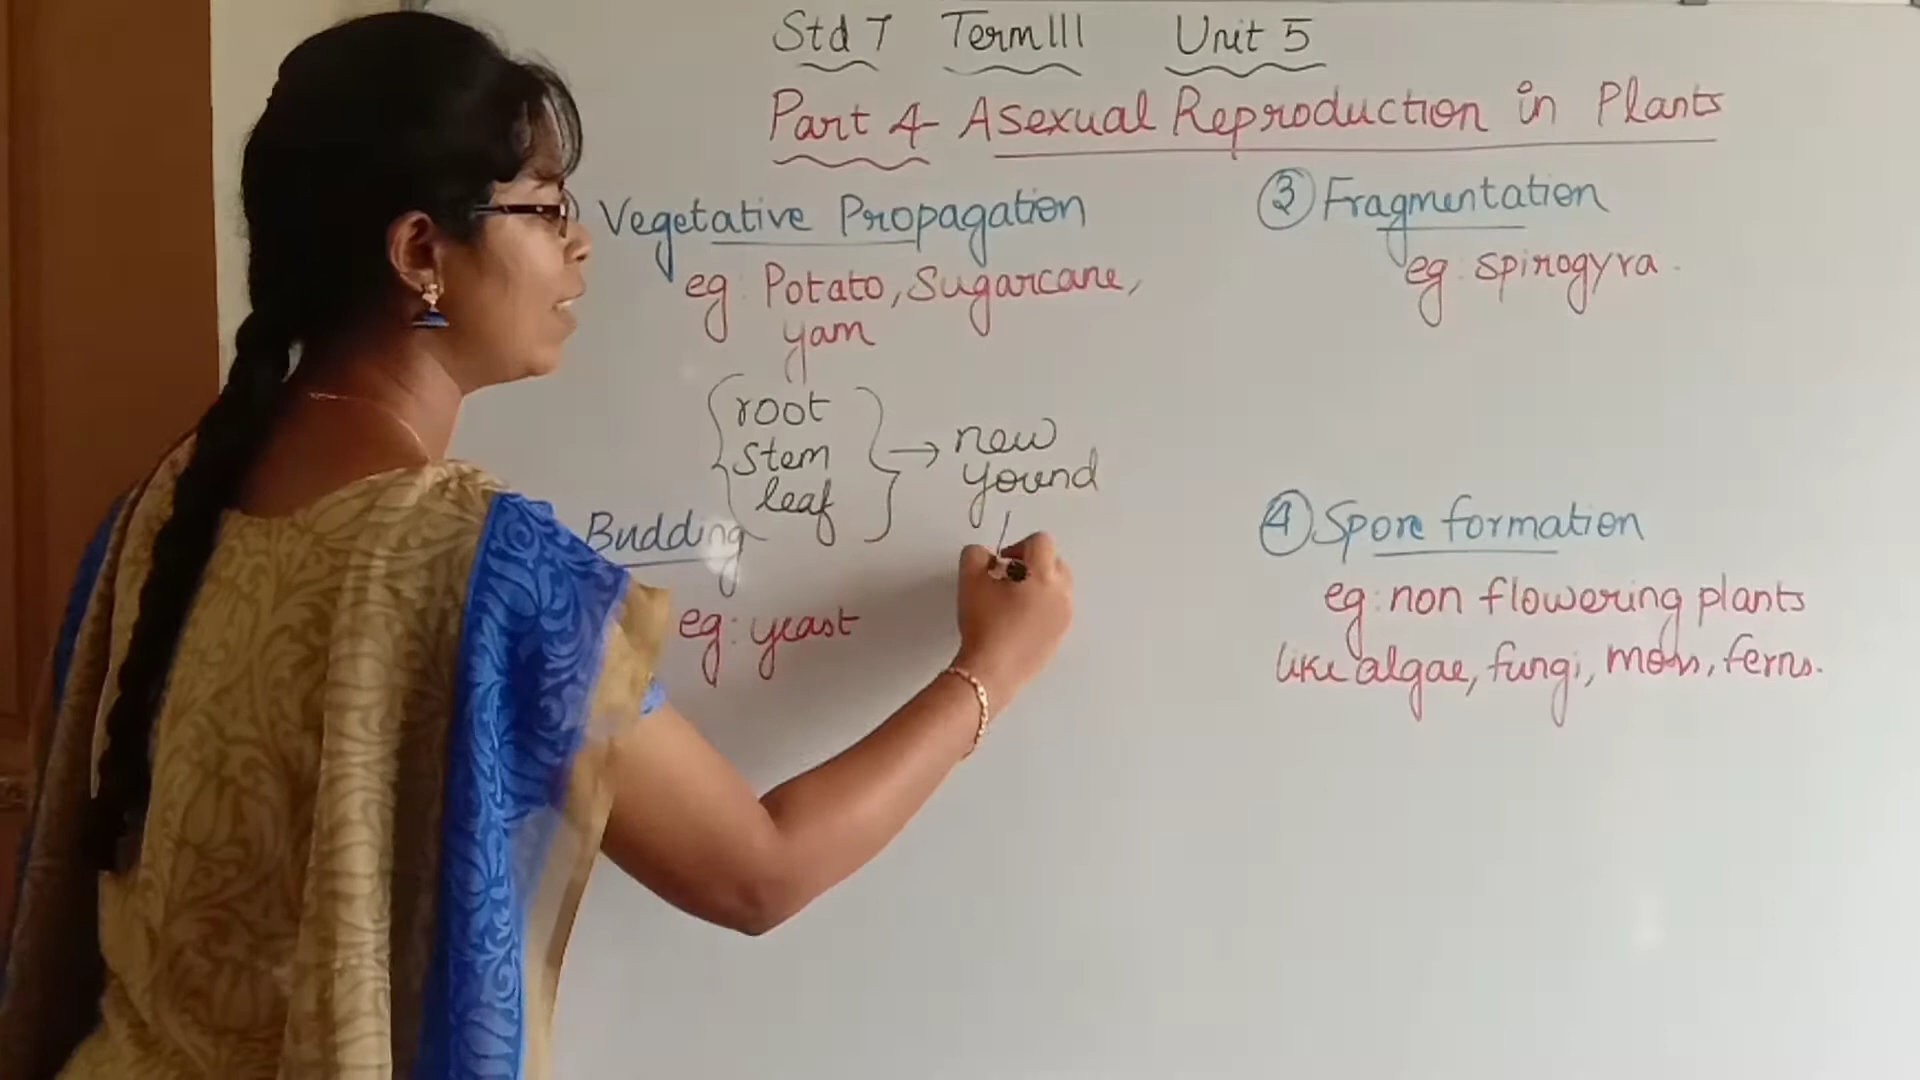 Std 7 Term III Unit 5
Part 4 - Asexual Reproduction in Plants
Vegetative Propagation
eg: Potato, Sugarcane,
yam
root
stem
leaf
→ new
yound
Budding
eg: yeast
③ Fragmentation
eg: spirogyra.
④ Spore formation
eg: non flowering plants
like algae, fungi, moss, ferns.